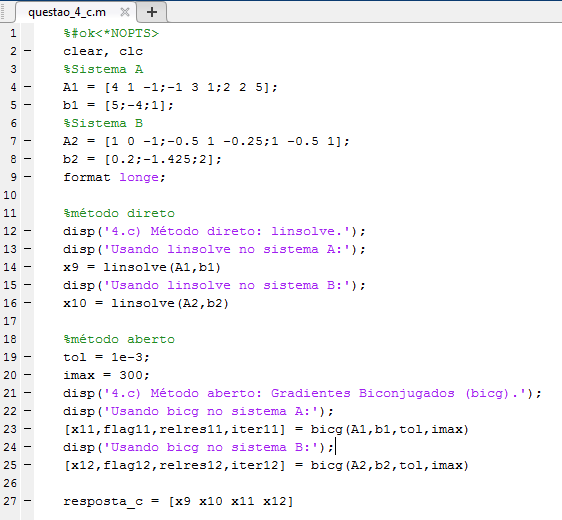 questao_4_c.m
1 %#ok<*NOPTS>
2 clear, clc
3 %Sistema A
4 A1 = [4 1 -1;-1 3 1;2 2 5];
5 b1 = [5;-4;1];
6 %Sistema B
7 A2 = [1 0 -1;-0.5 1 -0.25;1 -0.5 1];
8 b2 = [0.2;-1.425;2];
9 format longe;
10
11 %método direto
12 disp('4.c) Método direto: linsolve.');
13 disp('Usando linsolve no sistema A:');
14 x9 = linsolve(A1,b1)
15 disp('Usando linsolve no sistema B:');
16 x10 = linsolve(A2,b2)
17
18 %método aberto
19 tol = 1e-3;
20 imax = 300;
21 disp('4.c) Método aberto: Gradientes Biconjugados (bicg).');
22 disp('Usando bicg no sistema A:');
23 [x11,flag11,relres11,iter11] = bicg(A1,b1,tol,imax)
24 disp('Usando bicg no sistema B:');
25 [x12,flag12,relres12,iter12] = bicg(A2,b2,tol,imax)
26
27 resposta_c = [x9 x10 x11 x12]